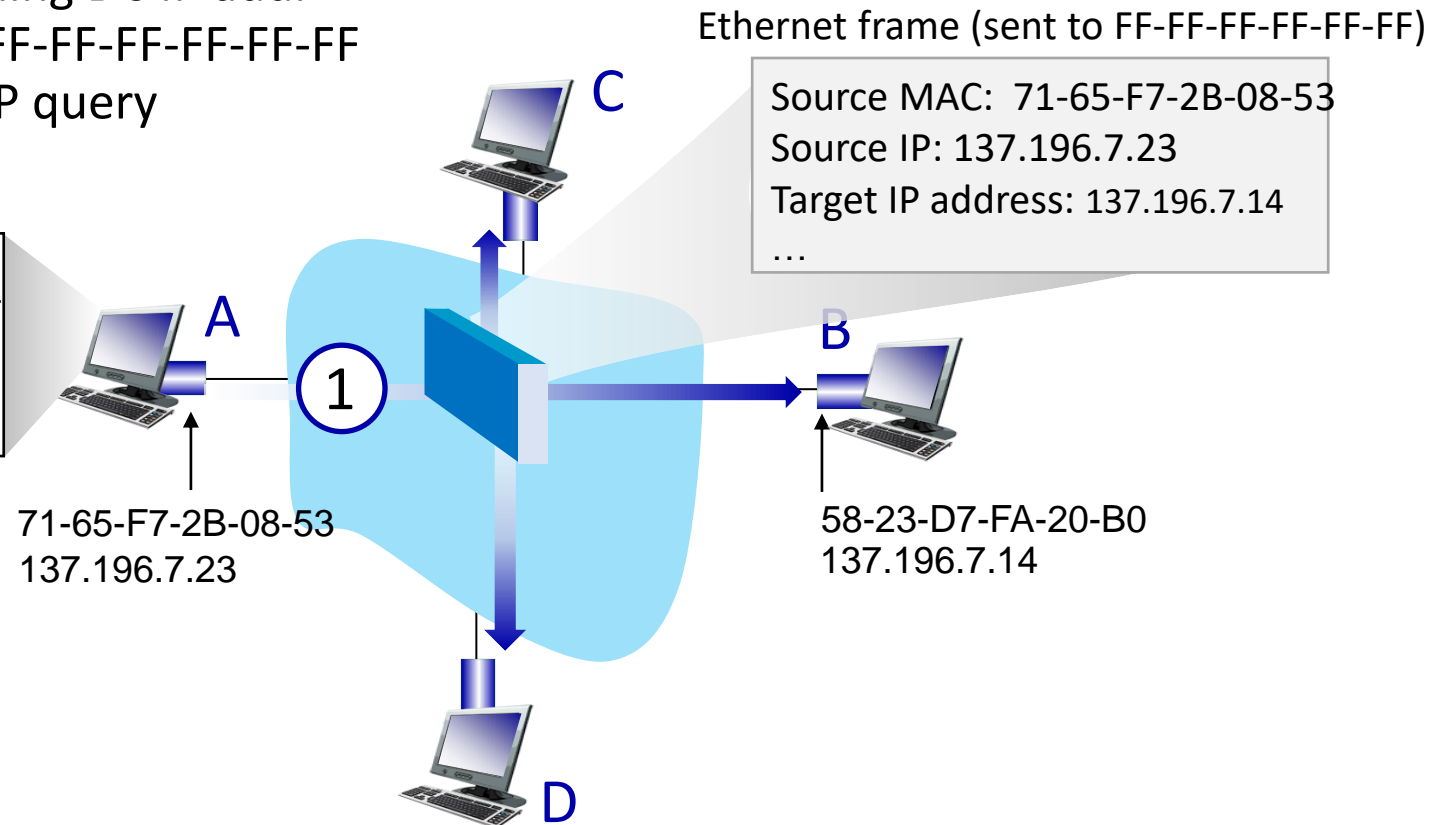 FF-FF-FF-FF-FF-FF
query
Ethernet frame (sent to FF-FF-FF-FF-FF-FF)
Source MAC: 71-65-F7-2B-08-53
Source IP: 137.196.7.23
Target IP address: 137.196.7.14
…
C
A
B
1
71-65-F7-2B-08-53
137.196.7.23
58-23-D7-FA-20-B0
137.196.7.14
D